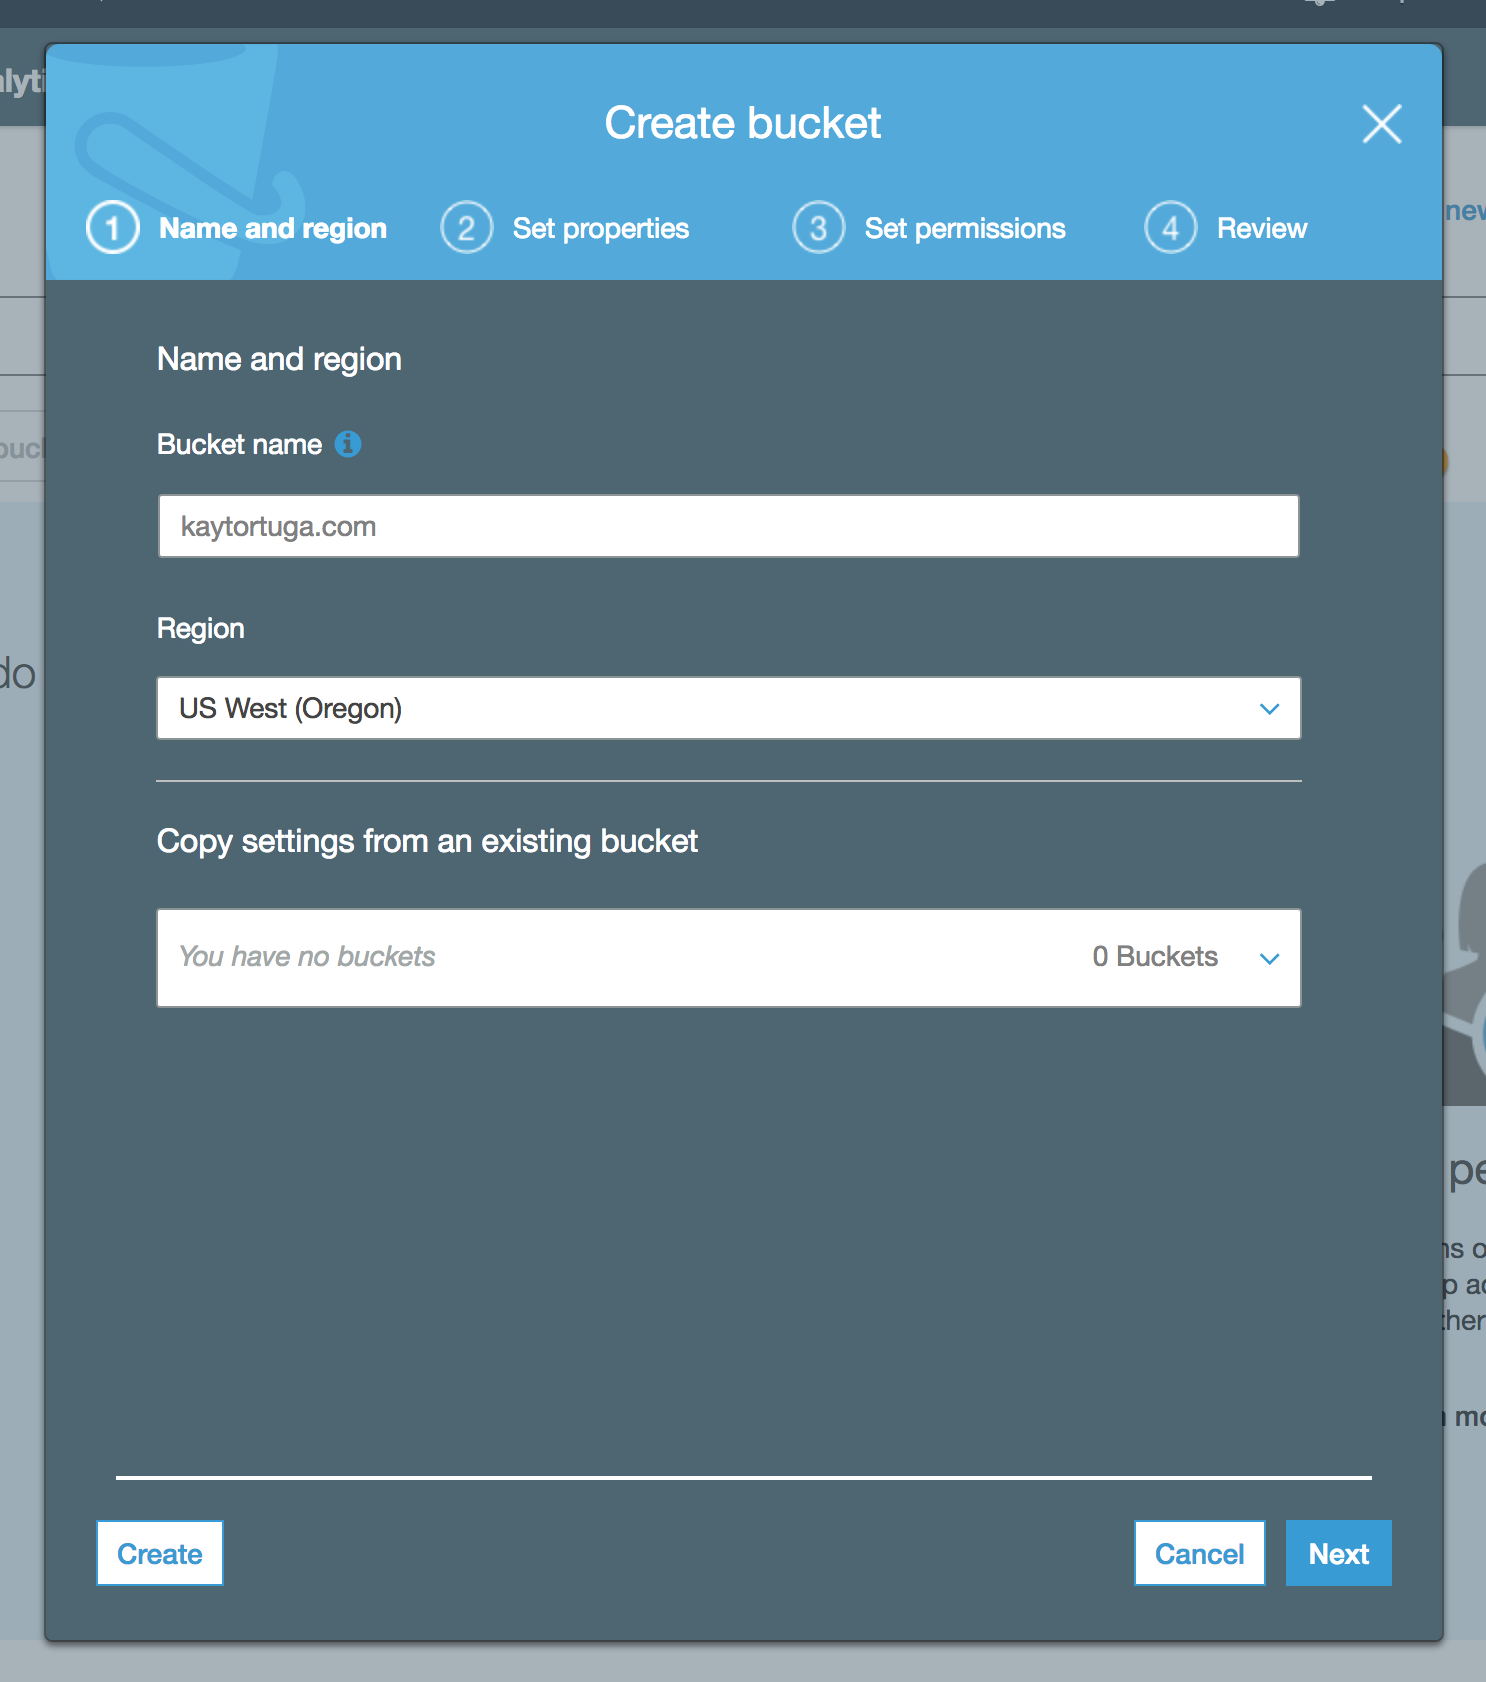 Create bucket
1 Name and region 2 Set properties 3 Set permissions 4 Review
Name and region
Bucket name
kaytortuga.com
Region
US West (Oregon)
Copy settings from an existing bucket
You have no buckets 0 Buckets
do
Create Cancel Next